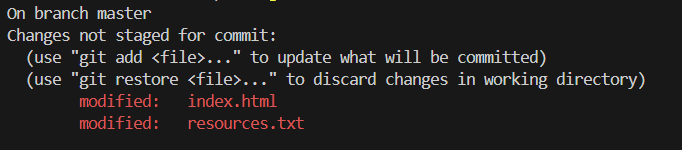 On branch master
Changes not staged for commit:
  (use "git add <file>..." to update what will be committed)
  (use "git restore <file>..." to discard changes in working directory)
        modified:   index.html
        modified:   resources.txt